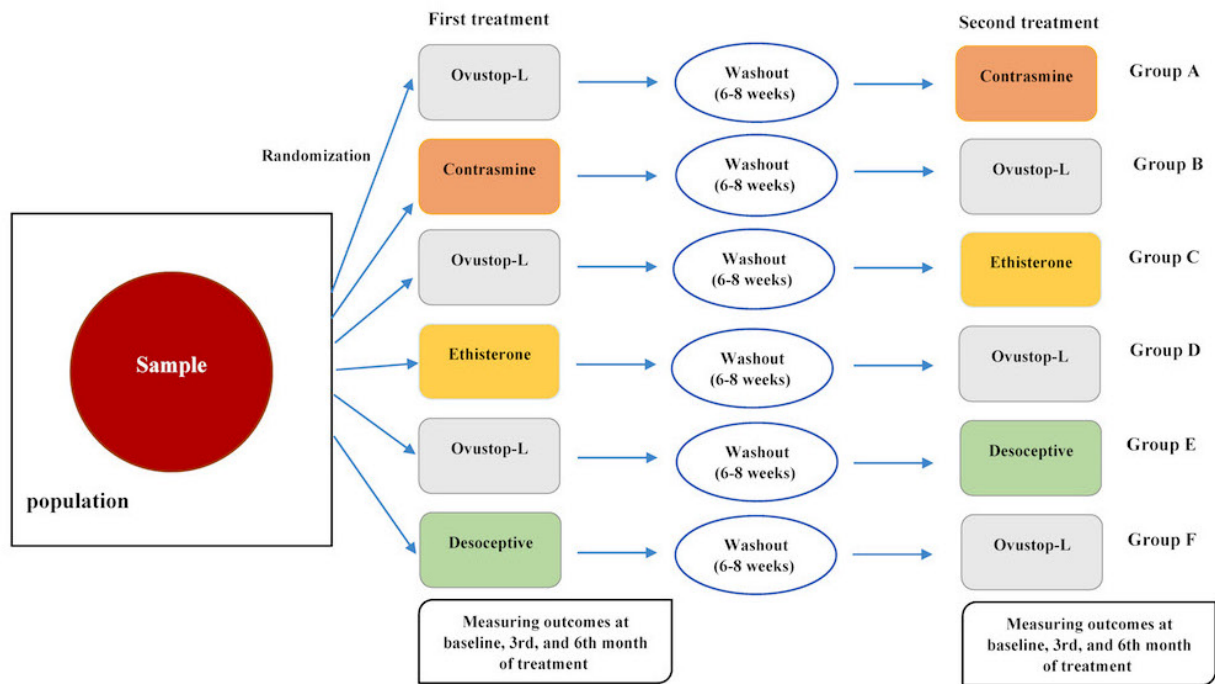 First treatment
Second treatment
Ovustop-L
Washout
(6-8 weeks)
Contrasmine
Group A
Randomization
Contrasmine
Washout
(6-8 weeks)
Ovustop-L
Group B
Ovustop-L
Washout
(6-8 weeks)
Ethisterone
Group C
Sample
population
Ethisterone
Washout
(6-8 weeks)
Ovustop-L
Group D
Ovustop-L
Washout
(6-8 weeks)
Desoceptive
Group E
Desoceptive
Washout
(6-8 weeks)
Ovustop-L
Group F
Measuring outcomes at
baseline, 3rd, and 6th month
of treatment
Measuring outcomes at
baseline, 3rd, and 6th month
of treatment